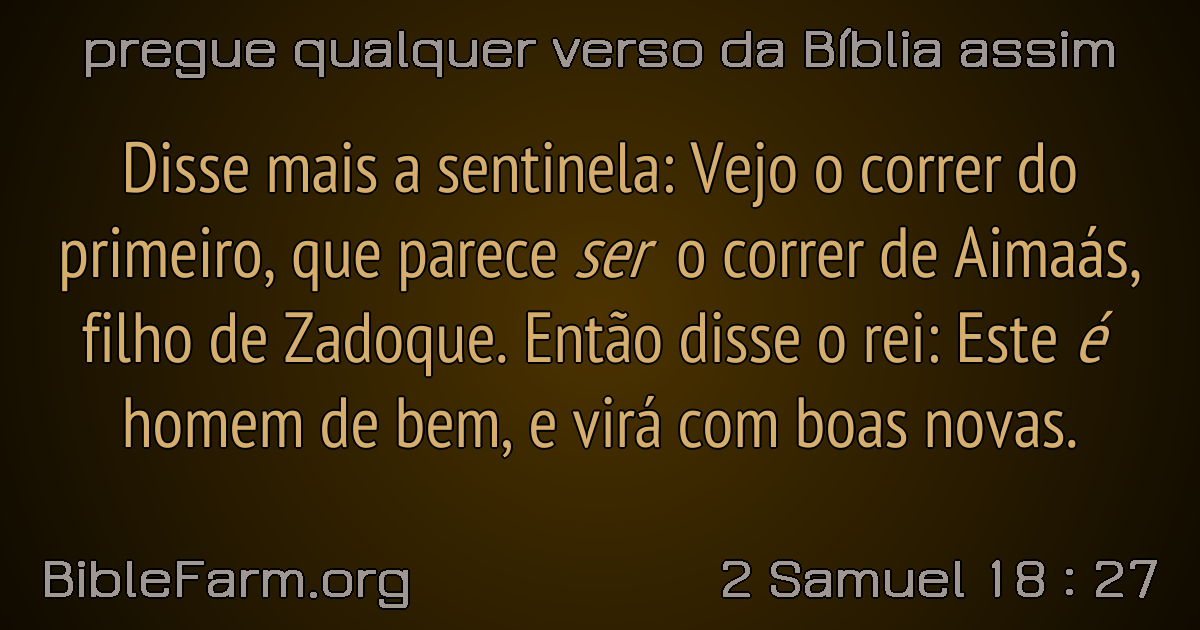 pregue qualquer verso da Bíblia assim
Disse mais a sentinela: Vejo o correr do
primeiro, que parece ser o correr de Aimaás,
filho de Zadoque. Então disse o rei: Este é
homem de bem, e virá com boas novas.
BibleFarm.org
2 Samuel 18 : 27